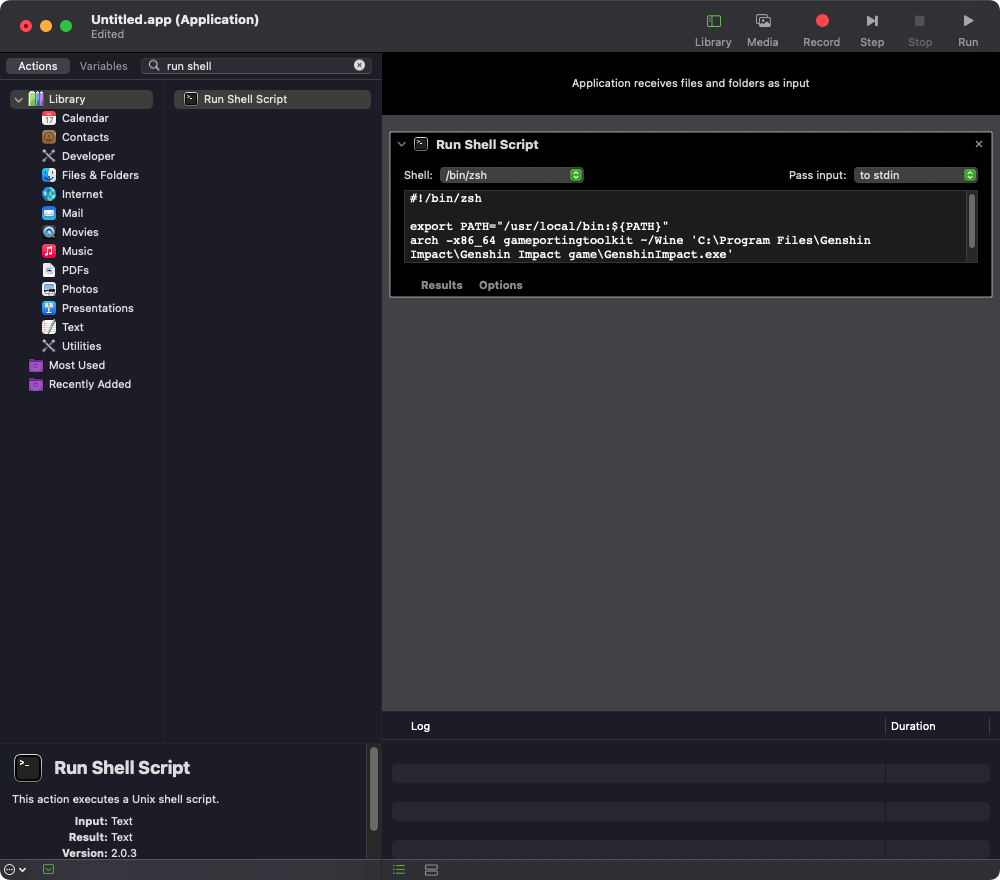 Untitled.app (Application)
Edited
Library
Media
Record
Step
Stop
Run
Actions
Variables
run shell
Application receives files and folders as input
Library
Calendar
17
Contacts
Developer
Files & Folders
Internet
Mail
Movies
Music
PDFs
Photos
Presentations
Text
Utilities
Most Used
Recently Added
Run Shell Script
Run Shell Script
Shell: /bin/zsh
Pass input: to stdin
#!/bin/zsh
export PATH="/usr/local/bin:${PATH}"
arch -x86_64 gameportingtoolkit ~/Wine 'C:\Program Files\Genshin
Impact\Genshin Impact game\GenshinImpact.exe'
Results
Options
Log
Duration
Run Shell Script
This action executes a Unix shell script.
Input: Text
Result: Text
Version: 2.0.3